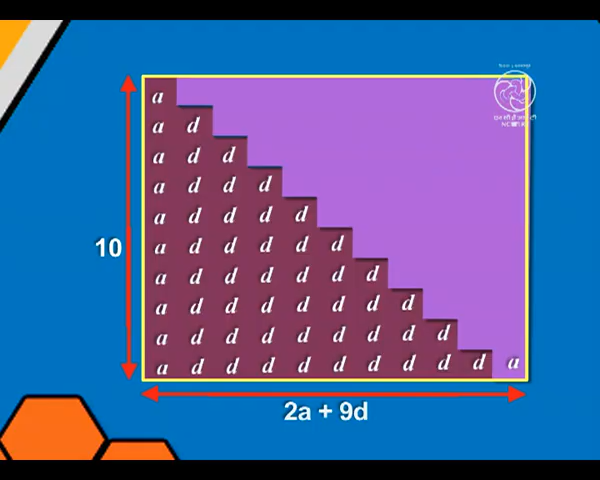 a
a d
a d d
a d d d
a d d d d
10 a d d d d d
a d d d d d d
a d d d d d d d
a d d d d d d d d
a d d d d d d d d d a
2a + 9d